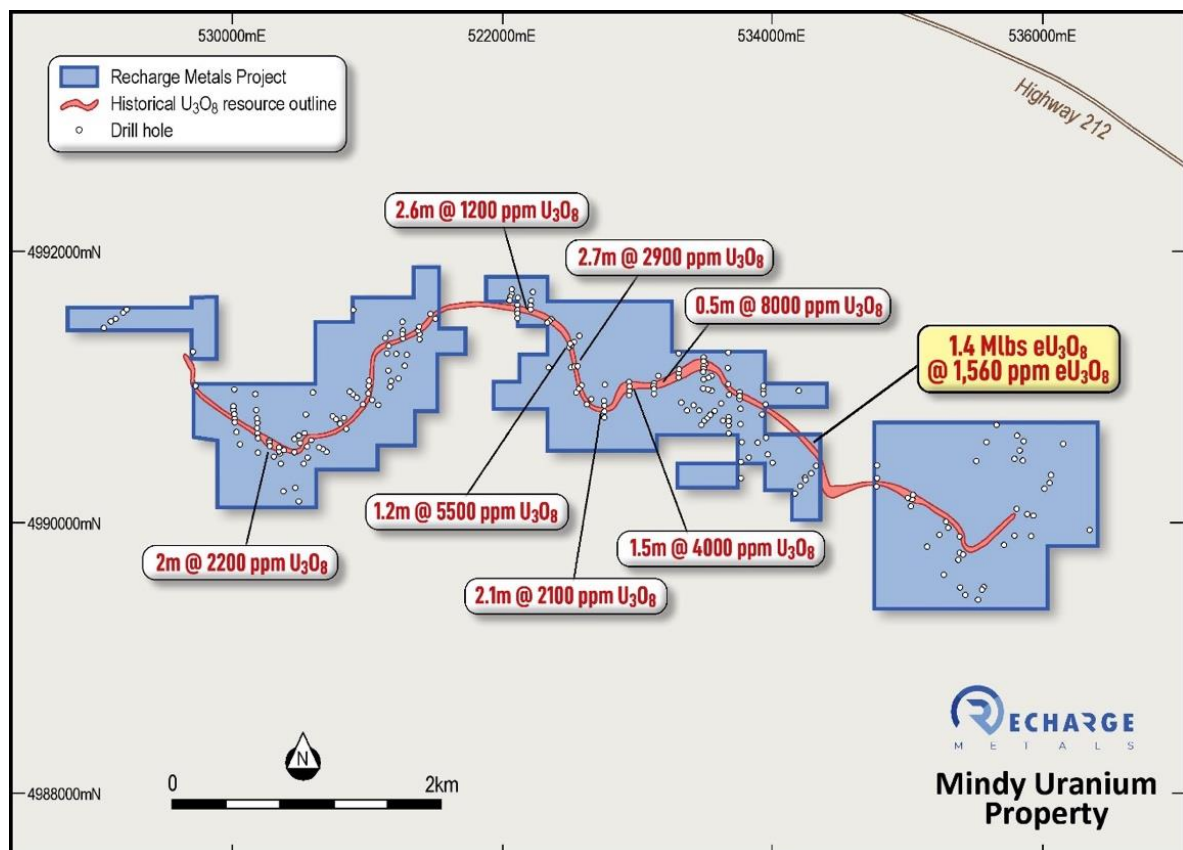 530000mE
522000mE
534000mE
536000mE
Recharge Metals Project
Historical U₃O₈ resource outline
Drill hole
Highway 212
2.6m @ 1200 ppm U₃O₈
4992000mN
2.7m @ 2900 ppm U₃O₈
0.5m @ 8000 ppm U₃O₈
1.4 Mlbs eU₃O₈
@ 1,560 ppm eU₃O₈
1.2m @ 5500 ppm U₃O₈
4990000mN
1.5m @ 4000 ppm U₃O₈
2m @ 2200 ppm U₃O₈
2.1m @ 2100 ppm U₃O₈
RECHARGE
METALS
N
0
2km
4988000mN
Mindy Uranium
Property